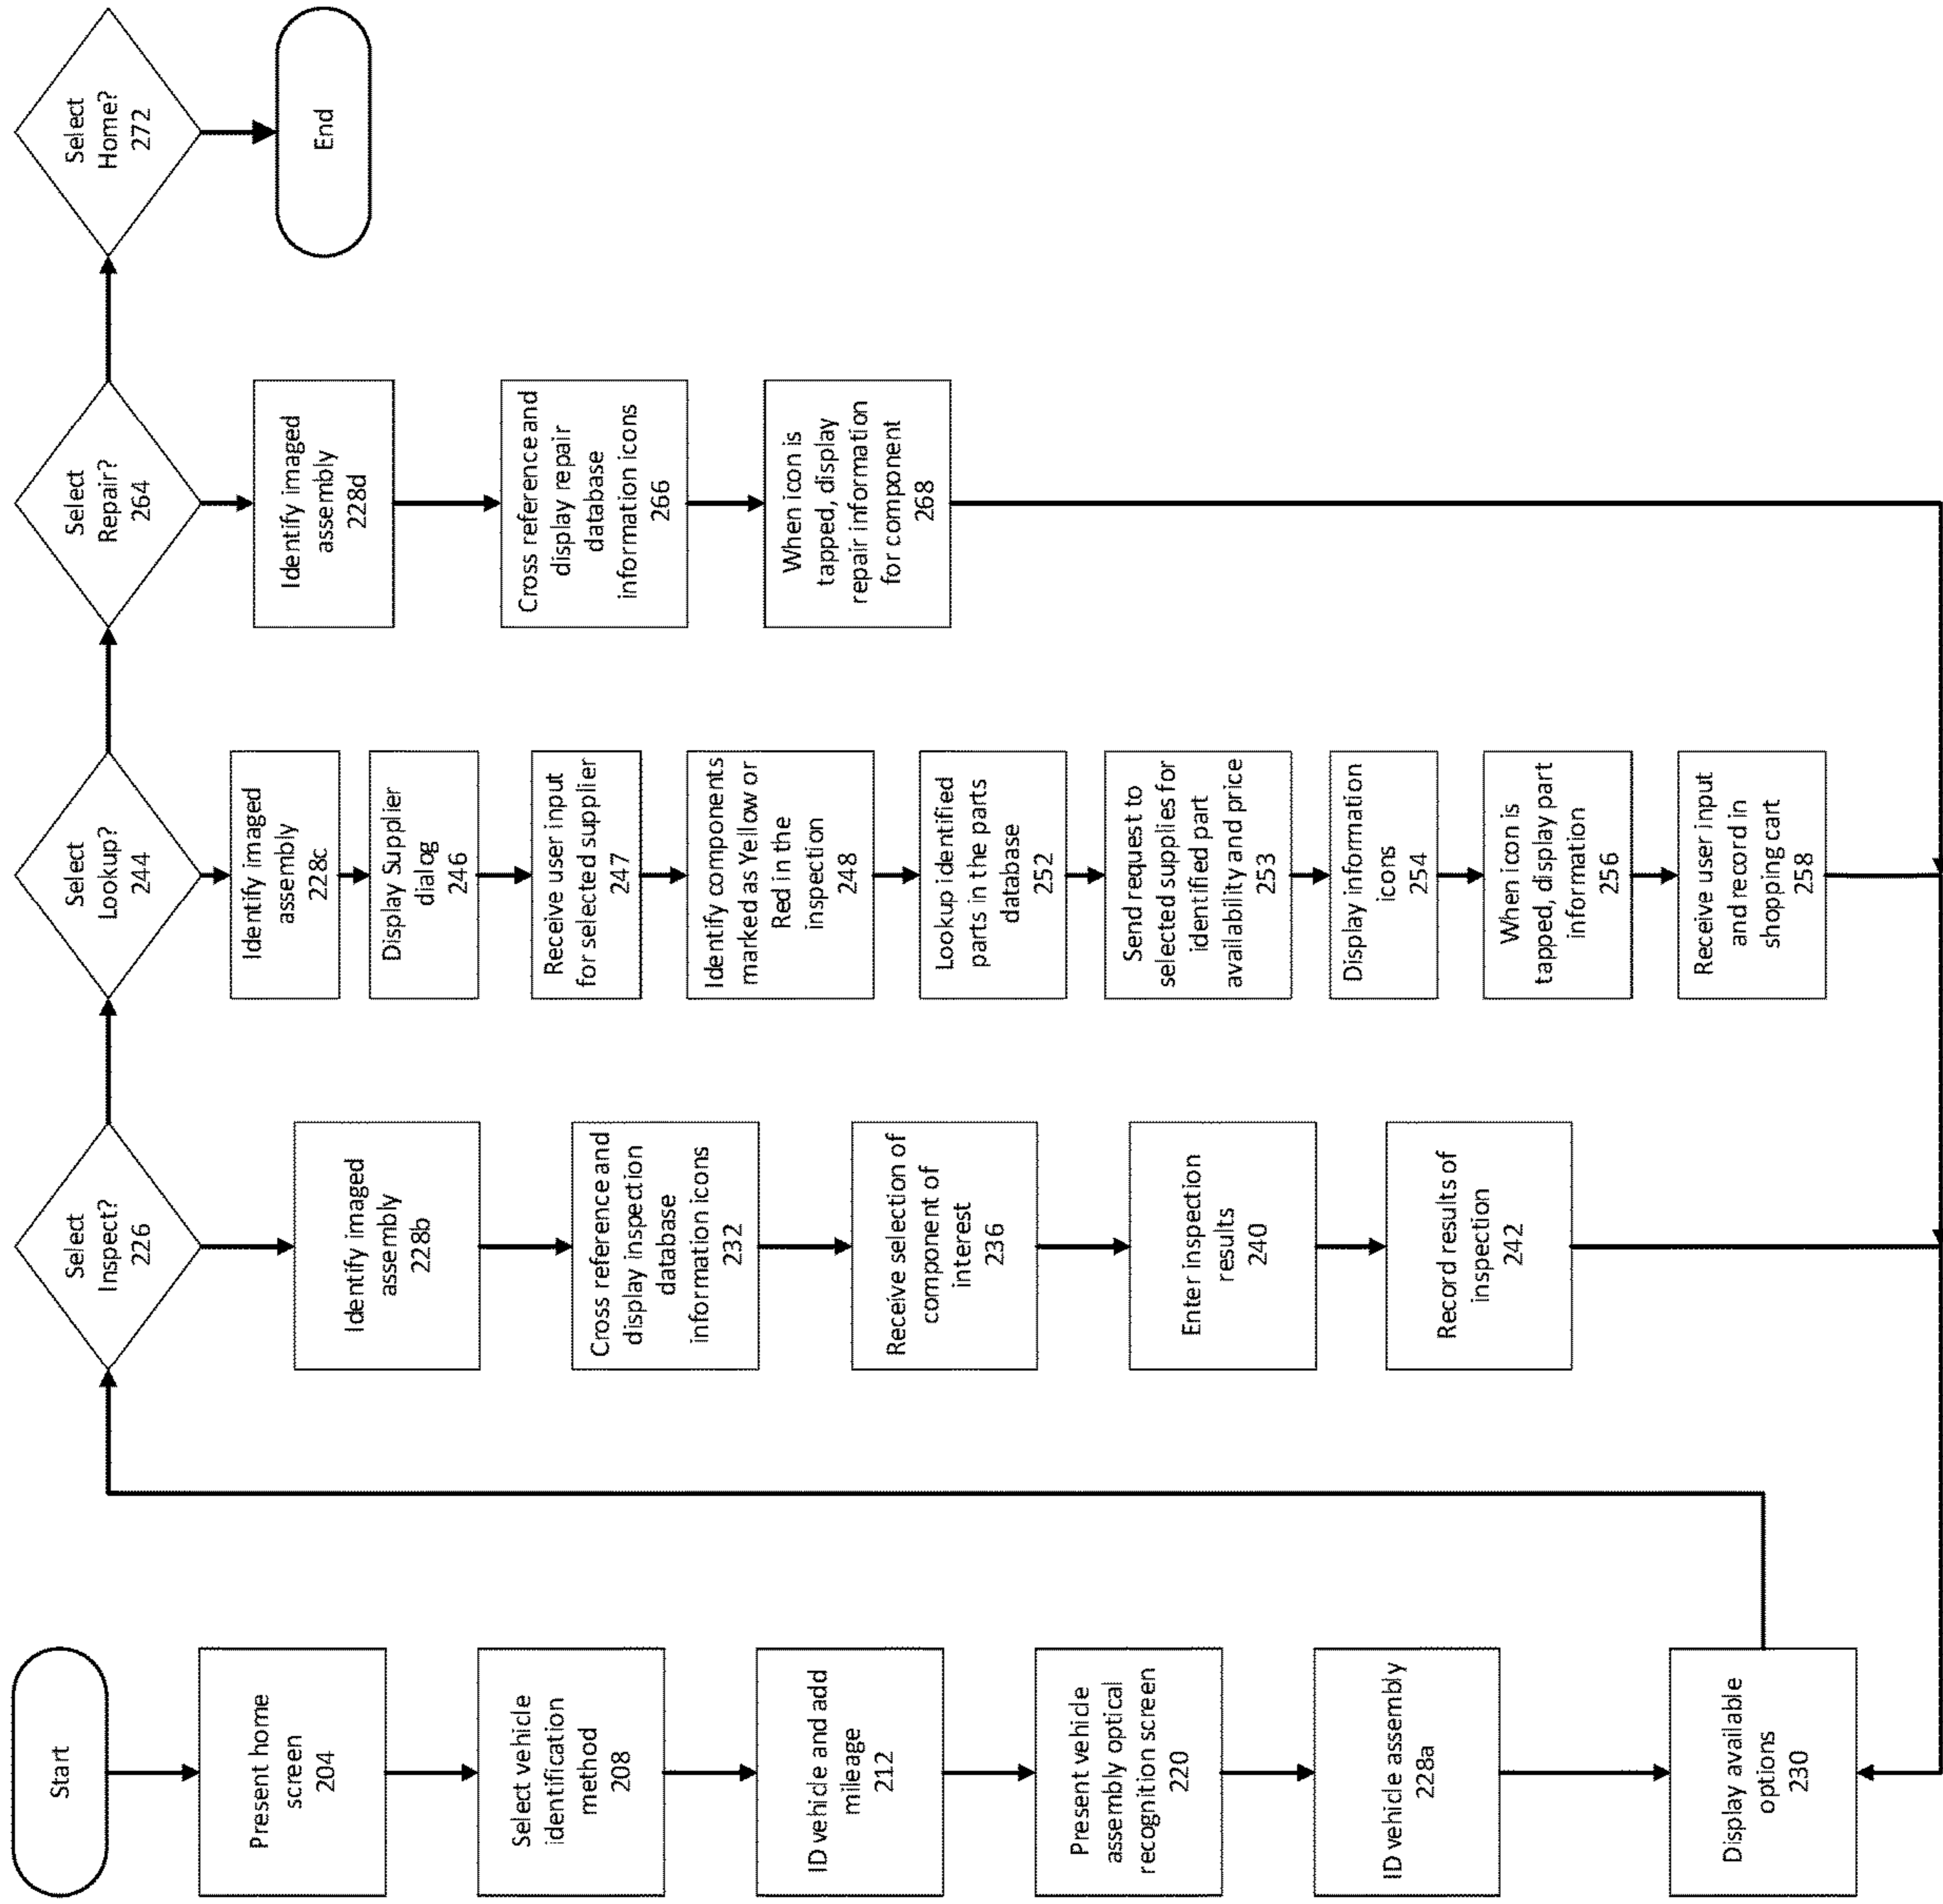 Start
Present home
screen
204
Select vehicle
identification
method
208
ID vehicle and add
mileage
212
Present vehicle
assembly optical
recognition screen
220
ID vehicle assembly
228a
Display available
options
230
Select
Inspect?
226
Identify imaged
assembly
228b
Cross reference and
display inspection
database
information icons
232
Receive selection of
component of
interest
236
Enter inspection
results
240
Record results of
inspection
242
Select
Lookup?
244
Identify imaged
assembly
228c
Display Supplier
dialog
246
Receive user input
for selected supplier
247
Identify components
marked as Yellow or
Red in the
inspection
248
Lookup identified
parts in the parts
database
252
Send request to
selected supplies for
identified part
availability and price
253
Display information
icons
254
When icon is
tapped, display part
information
256
Receive user input
and record in
shopping cart
258
Select
Repair?
264
Identify imaged
assembly
228d
Cross reference and
display repair
database
information icons
266
When icon is
tapped, display
repair information
for component
268
Select
Home?
272
End